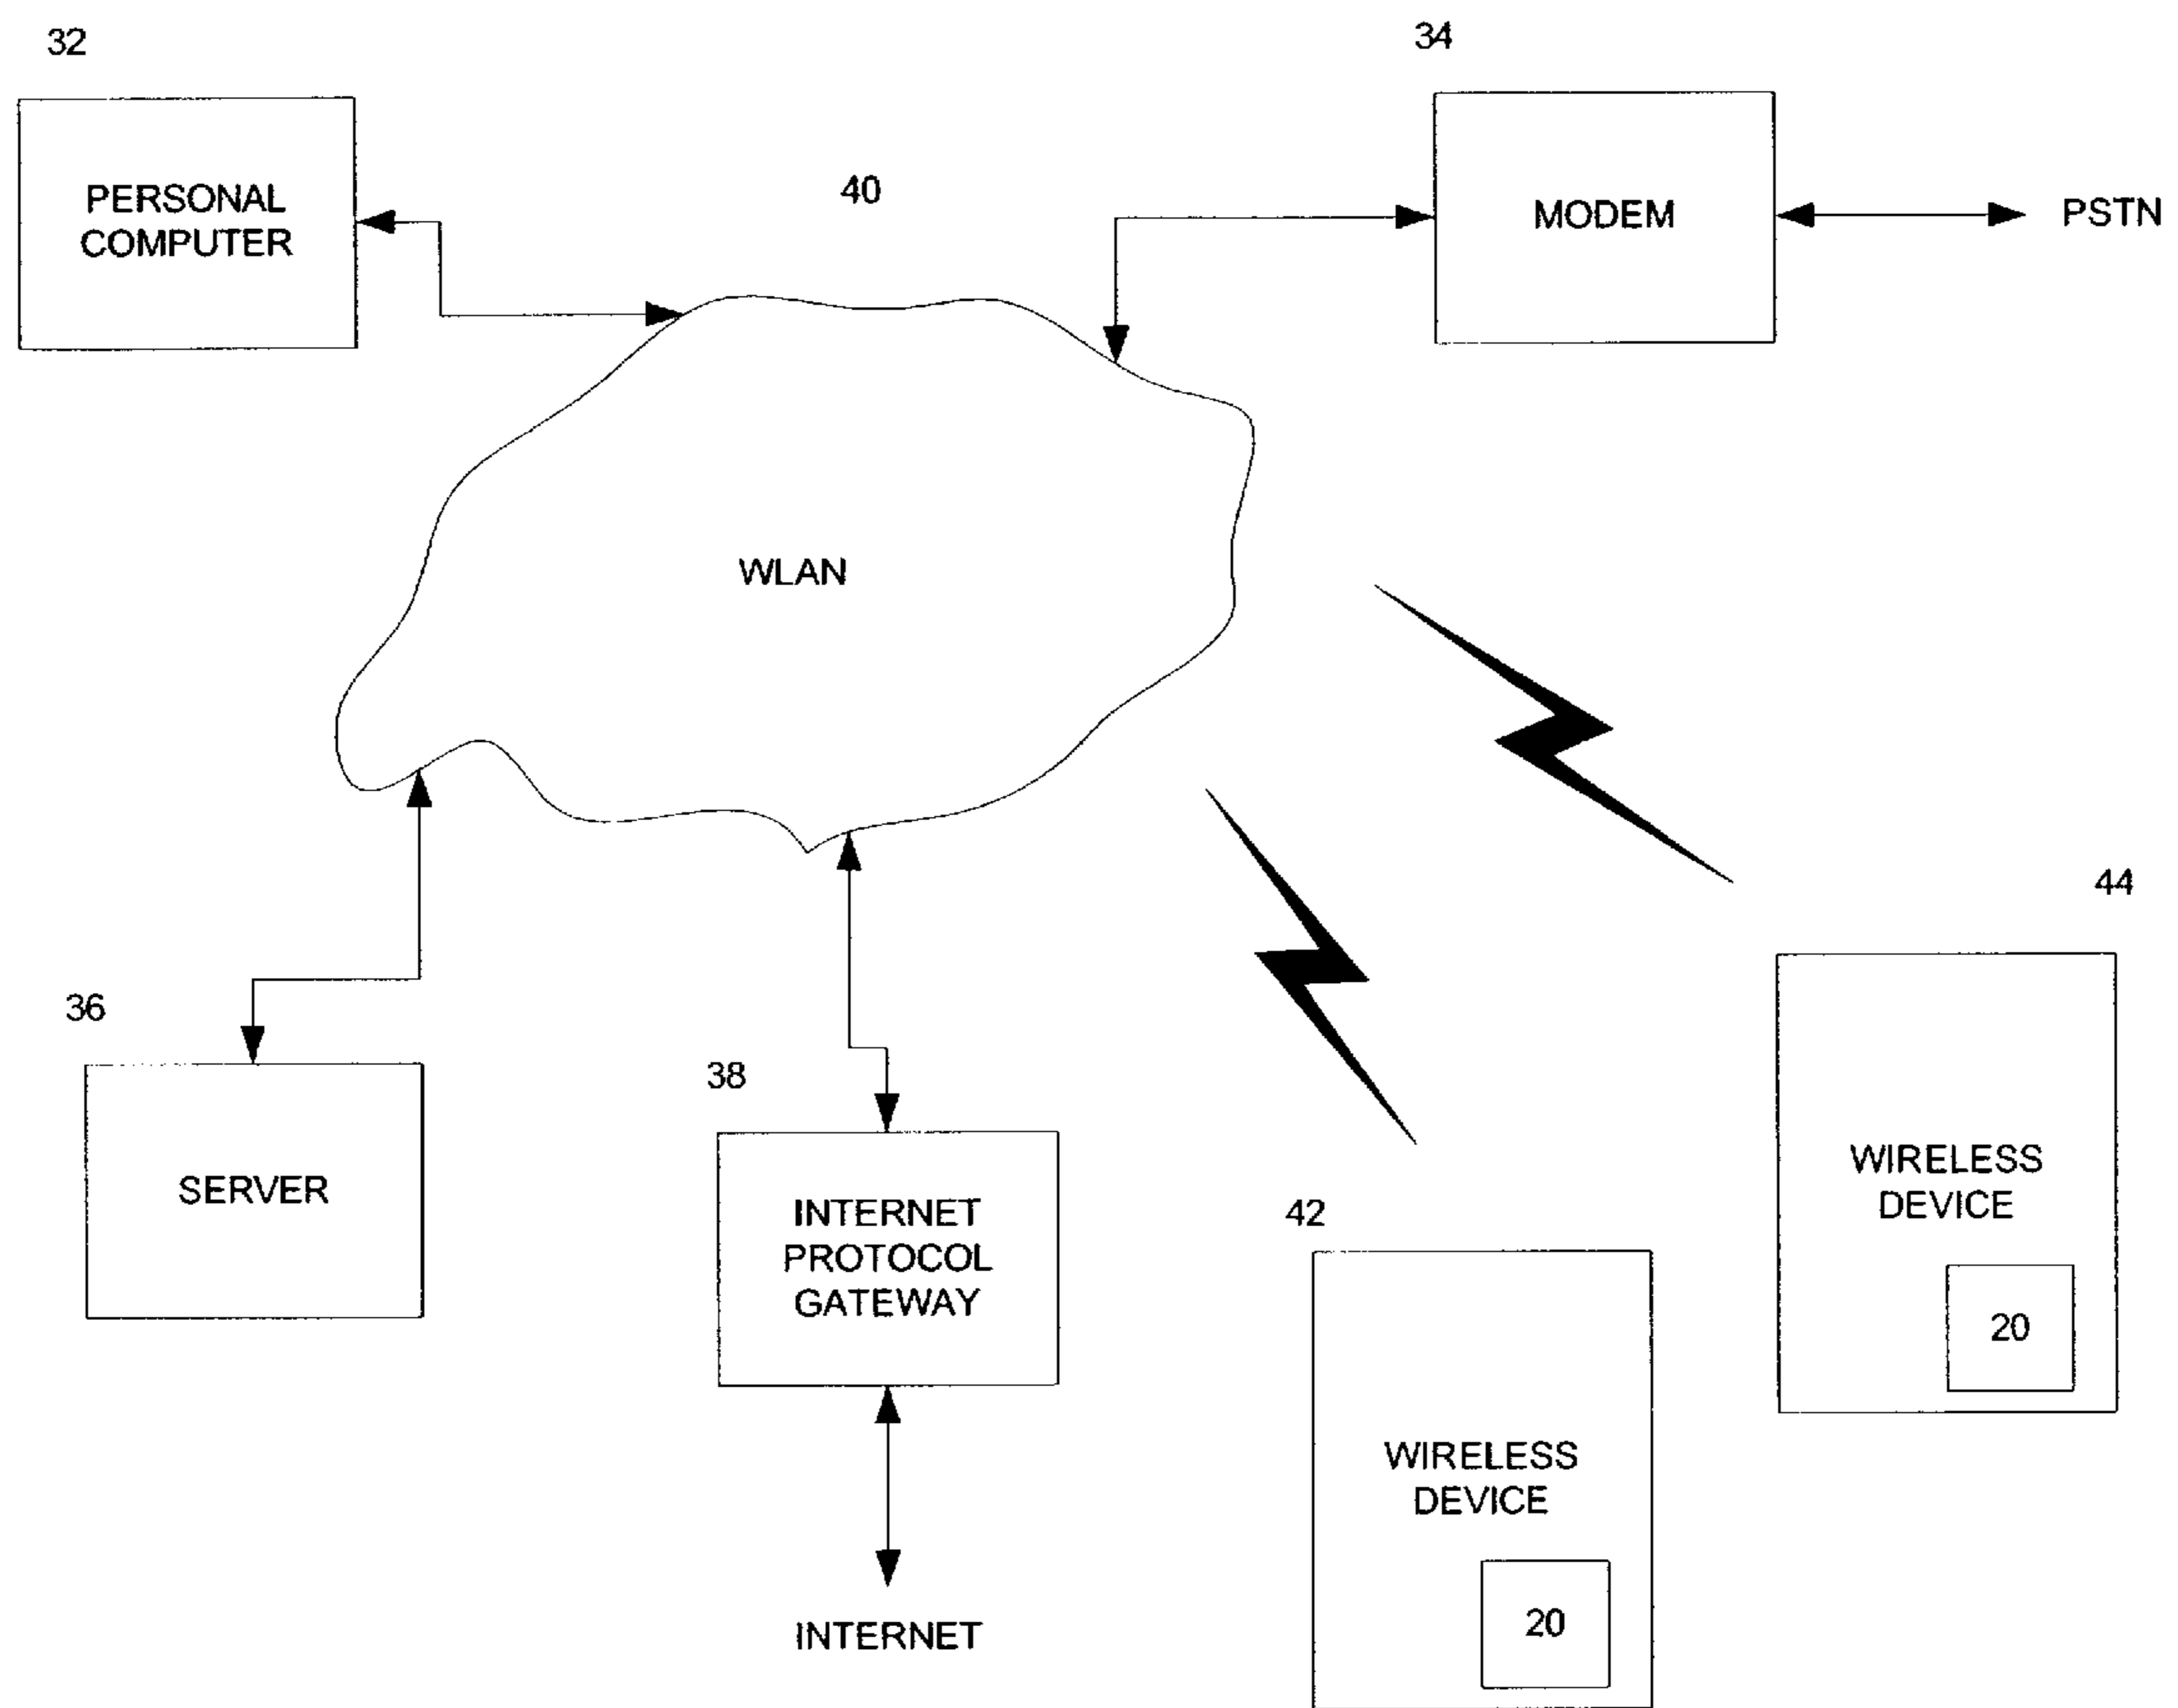 32
34
PERSONAL
COMPUTER
40
MODEM
PSTN
WLAN
44
36
38
SERVER
INTERNET
PROTOCOL
GATEWAY
42
WIRELESS
DEVICE
20
WIRELESS
DEVICE
20
INTERNET